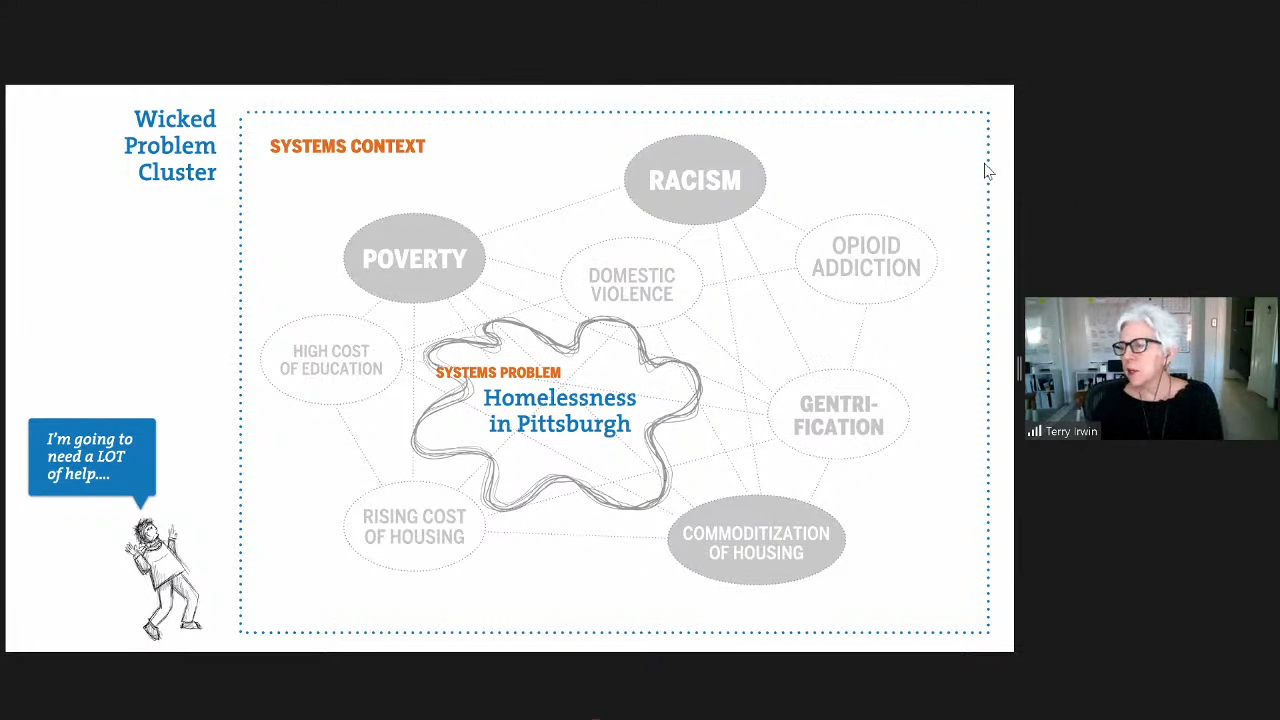 Wicked
Problem
Cluster
SYSTEMS CONTEXT
RACISM
POVERTY
OPIOID
ADDICTION
DOMESTIC
VIOLENCE
HIGH COST
OF EDUCATION
SYSTEMS PROBLEM
Homelessness
in Pittsburgh
GENTRI-
FICATION
I'm going to
need a LOT
of help....
RISING COST
OF HOUSING
COMMODITIZATION
OF HOUSING
Terry Irwin